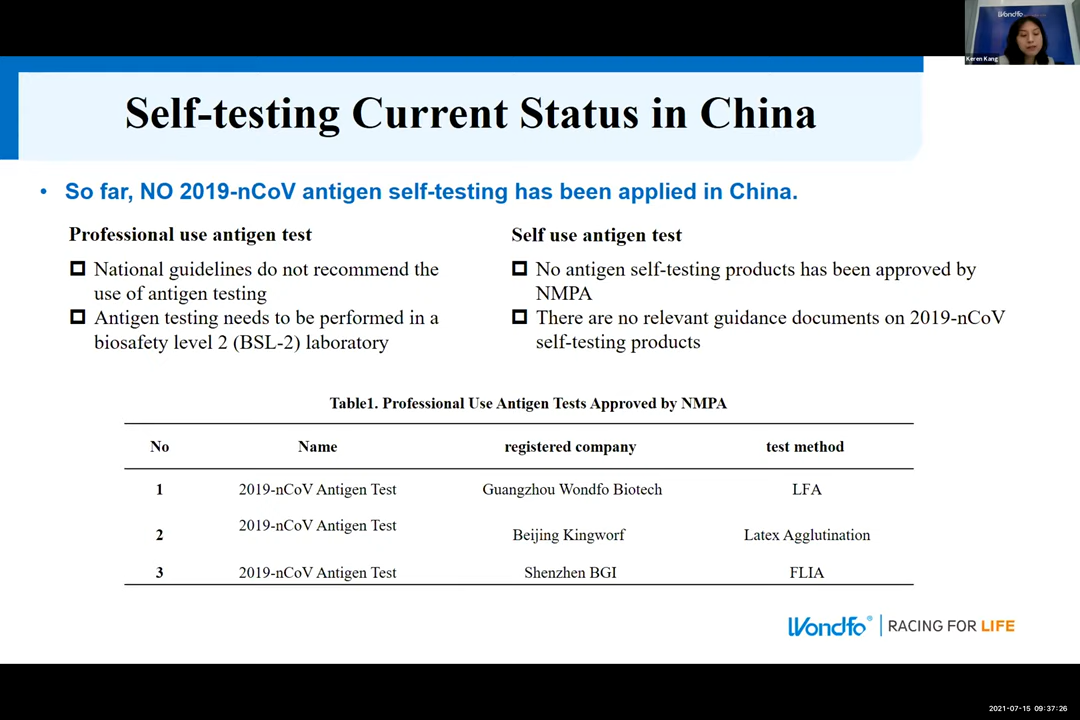 Wondfo
Keren Kang
Self-testing Current Status in China
• So far, NO 2019-nCoV antigen self-testing has been applied in China.
Professional use antigen test
National guidelines do not recommend the
use of antigen testing
Antigen testing needs to be performed in a
biosafety level 2 (BSL-2) laboratory
Self use antigen test
No antigen self-testing products has been approved by
NMPA
There are no relevant guidance documents on 2019-nCoV
self-testing products
Table1. Professional Use Antigen Tests Approved by NMPA
No Name registered company test method
1 2019-nCoV Antigen Test Guangzhou Wondfo Biotech LFA
2 2019-nCoV Antigen Test Beijing Kingworf Latex Agglutination
3 2019-nCoV Antigen Test Shenzhen BGI FLIA
Wondfo® | RACING FOR LIFE
2021-07-15 09:37:26